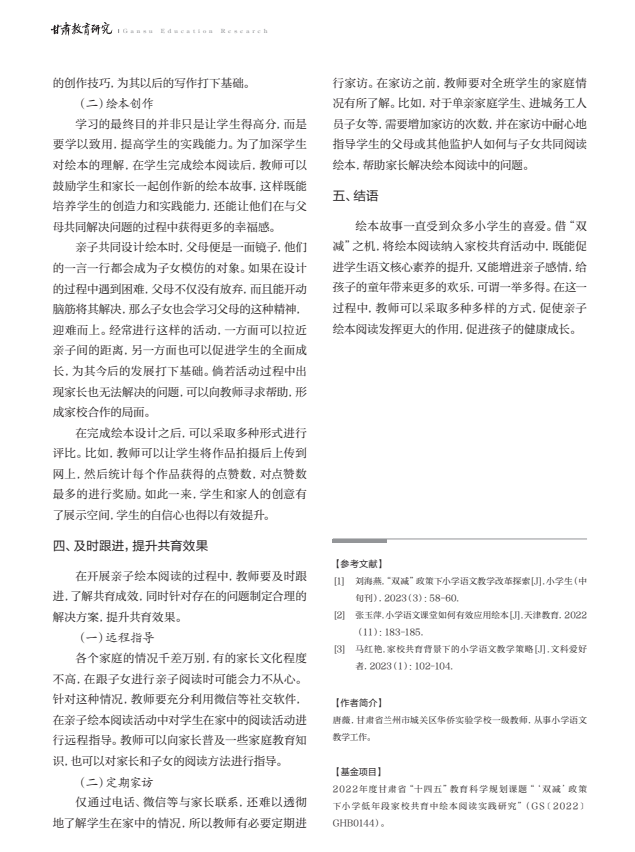 甘肃教育研究 | Gansu Education Research
的创作技巧，为其以后的写作打下基础。
（二）绘本创作
学习的最终目的并非只是让学生得高分，而是
要学以致用，提高学生的实践能力。为了加深学生
对绘本的理解，在学生完成绘本阅读后，教师可以
鼓励学生和家长一起创作新的绘本故事，这样既能
培养学生的创造力和实践能力，还能让他们在与父
母共同解决问题的过程中获得更多的幸福感。
亲子共同设计绘本时，父母便是一面镜子，他们
的一言一行都会成为子女模仿的对象。如果在设计
的过程中遇到困难，父母不仅没有放弃，而且能开动
脑筋将其解决，那么子女也会学习父母的这种精神，
迎难而上。经常进行这样的活动，一方面可以拉近
亲子间的距离，另一方面也可以促进学生的全面成
长，为其今后的发展打下基础。倘若活动过程中出
现家长也无法解决的问题，可以向教师寻求帮助，形
成家校合作的局面。
在完成绘本设计之后，可以采取多种形式进行
评比。比如，教师可以让学生将作品拍摄后上传到
网上，然后统计每个作品获得的点赞数，对点赞数
最多的进行奖励。如此一来，学生和家人的创意有
了展示空间，学生的自信心也得以有效提升。
四、及时跟进，提升共育效果
在开展亲子绘本阅读的过程中，教师要及时跟
进，了解共育成效，同时针对存在的问题制定合理的
解决方案，提升共育效果。
（一）远程指导
各个家庭的情况千差万别，有的家长文化程度
不高，在跟子女进行亲子阅读时可能会力不从心。
针对这种情况，教师要充分利用微信等社交软件，
在亲子绘本阅读活动中对学生在家中的阅读活动进
行远程指导。教师可以向家长普及一些家庭教育知
识，也可以对家长和子女的阅读方法进行指导。
（二）定期家访
仅通过电话、微信等与家长联系，还难以透彻
地了解学生在家中的情况，所以教师有必要定期进
行家访。在家访之前，教师要对全班学生的家庭情
况有所了解。比如，对于单亲家庭学生、进城务工人
员子女等，需要增加家访的次数，并在家访中耐心地
指导学生的父母或其他监护人如何与子女共同阅读
绘本，帮助家长解决绘本阅读中的问题。
五、结语
绘本故事一直受到众多小学生的喜爱。借“双
减”之机，将绘本阅读纳入家校共育活动中，既能促
进学生语文核心素养的提升，又能增进亲子感情，给
孩子的童年带来更多的欢乐，可谓一举多得。在这一
过程中，教师可以采取多种多样的方式，促使亲子
绘本阅读发挥更大的作用，促进孩子的健康成长。
【参考文献】
[1] 刘海燕.“双减”政策下小学语文教学改革探索[J].小学生（中
旬刊），2023（3）：58-60.
[2] 张玉萍.小学语文课堂如何有效应用绘本[J].天津教育，2022
（11）：183-185.
[3] 马红艳.家校共育背景下的小学语文教学策略[J].文科爱好
者，2023（1）：102-104.
【作者简介】
唐薇，甘肃省兰州市城关区华侨实验学校一级教师，从事小学语文
教学工作。
【基金项目】
2022年度甘肃省“十四五”教育科学规划课题“‘双减’政策
下小学低年段家校共育中绘本阅读实践研究”（GS〔2022〕
GHB0144）。